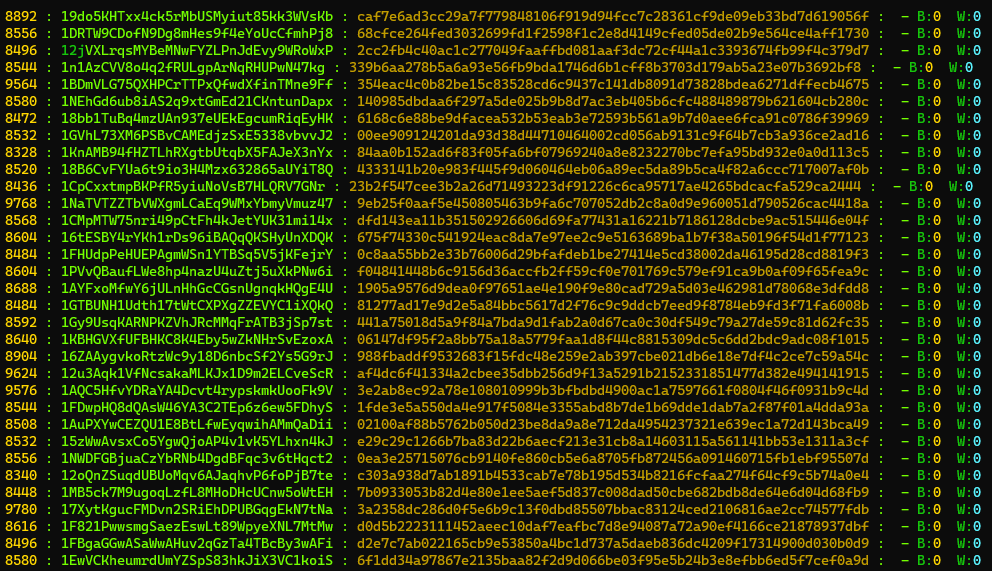 8892 : 19do5KHTxx4ck5rMbUSMyiut85kk3WVsKb : caf7e6ad3cc29a7f779848106f919d94fcc7c28361cf9de09eb33bd7d619056f :  - B:0  W:0
8556 : 1DRTW9CDofN9Dg8mHes9f4eYoUcCfmhPj8 : 68cfce264fed3032699fd1f2598f1c2e8d4149cfed05de02b9e564ce4aff1730 :  - B:0  W:0
8496 : 12jVXLrqsMYBeMNwFYZLPnJdEvy9WRoWxP : 2cc2fb4c40ac1c277049faaffbd081aaf3dc72cf44a1c3393674fb99f4c379d7 :  - B:0  W:0
8544 : 1n1AzCVV8o4q2fRULgpArNqRHUPwN47kg : 339b6aa278b5a6a93e56fb9bda1746d6b1cff8b3703d179ab5a23e07b3692bf8 :  - B:0  W:0
9564 : 1BDmVLG75QXHPCrTTPxQfwdXfinTMne9Ff : 354eac4c0b82be15c83528cd6c9437c141db8091d73828bdea6271dffecb4675 :  - B:0  W:0
8580 : 1NEhGd6ub8iAS2q9xtGmEd21CKntunDapx : 140985dbdaa6f297a5de025b9b8d7ac3eb405b6cfc488489879b621604cb280c :  - B:0  W:0
8472 : 18bb1TuBq4mzUAn937eUEkEgcumRiqEyHK : 6168c6e88be9dfacea532b53eab3e72593b561a9b7d0aee6fca91c0786f39969 :  - B:0  W:0
8532 : 1GVhL73XM6PSBvCAMEdjzSxE5338vbvvJ2 : 00ee909124201da93d38d44710464002cd056ab9131c9f64b7cb3a936ce2ad16 :  - B:0  W:0
8328 : 1KnAMB94fHZTLhRXgtbUtqbX5FAJeX3nYx : 84aa0b152ad6f83f05fa6bf07969240a8e8232270bc7efa95bd932e0a0d113c5 :  - B:0  W:0
8520 : 18B6CvFYUa6t9io3H4Mzx632865aUYiT8Q : 4333141b20e983f445f9d060464eb06a89ec5da89b5ca4f82a6ccc717007af0b :  - B:0  W:0
8436 : 1CpCxxtmpBKPfR5yiuNoVsB7HLQRV7GNr : 23b2f547cee3b2a26d71493223df91226c6ca95717ae4265bdcacfa529ca2444 :  - B:0  W:0
9768 : 1NaTVTZZTbVWXgmLCaEq9WMxYbmyVmuz47 : 9eb25f0aaf5e450805463b9fa6c707052db2c8a0d9e960051d790526cac4418a :  - B:0  W:0
8568 : 1CMpMTW75nri49pCtFh4kJetYUK31mi14x : dfd143ea11b351502926606d69fa77431a16221b7186128dcbe9ac515446e04f :  - B:0  W:0
8604 : 16tESBY4rYKh1rDs96iBAQqQKSHyUnXDQK : 675f74330c541924eac8da7e97ee2c9e5163689ba1b7f38a50196f54d1f77123 :  - B:0  W:0
8484 : 1FHUdpPeHUEPAgmWSn1YTBSq5V5jKFejrY : 0c8aa55bb2e33b76006d29bfafdeb1be27414e5cd38002da46195d28cd8819f3 :  - B:0  W:0
8604 : 1PVvQBaufLWe8hp4nazU4uZtj5uXkPNw6i : f04841448b6c9156d36accfb2ff59cf0e701769c579ef91ca9b0af09f65fea9c :  - B:0  W:0
8688 : 1AYFxoMfwY6jULnHhGcCGsnUgnqkHQgE4U : 1905a9576d9dea0f97651ae4e190f9e80cad729a5d03e462981d78068e3dfdd8 :  - B:0  W:0
8484 : 1GTBUNH1Udth17tWtCXPXgZZEVYC1iXQkQ : 81277ad17e9d2e5a84bbc5617d2f76c9c9ddcb7eed9f8784eb9fd3f71fa6008b :  - B:0  W:0
8592 : 1Gy9UsqKARNPKZVhJRcMMqFrATB3jSp7st : 441a75018d5a9f84a7bda9d1fab2a0d67ca0c30df549c79a27de59c81d62fc35 :  - B:0  W:0
8640 : 1KBHGVXfUFBHKC8K4Eby5wZkNHrSvEzoxA : 06147df95f2a8bb75a18a5779faa1d8f44c8815309dc5c6dd2bdc9adc08f1015 :  - B:0  W:0
8904 : 16ZAAygvkoRtzWc9y18D6nbcSf2Ys5G9rJ : 988fbaddf9532683f15fdc48e259e2ab397cbe021db6e18e7df4c2ce7c59a54c :  - B:0  W:0
9624 : 12u3Aqk1VfNcsakaMLKJx1D9m2ELCveScR : af4dc6f41334a2cbee35dbb256d9f13a5291b2152331851477d382e494141915 :  - B:0  W:0
9576 : 1AQC5HfvYDRaYA4Dcvt4rypskmkUooFk9V : 3e2ab8ec92a78e108010999b3bfbdbd4900ac1a7597661f0804f46f0931b9c4d :  - B:0  W:0
8544 : 1FDwpHQ8dQAsW46YA3C2TEp6z6ew5FDhyS : 1fde3e5a550da4e917f5084e3355abd8b7de1b69dde1dab7a2f87f01a4dda93a :  - B:0  W:0
8508 : 1AuPXYwCEZQU1E8BtLfwEyqwihAMmQaDii : 02100af88b5762b050d23be8da9a8e712da4954237321e639ec1a72d143bca49 :  - B:0  W:0
8532 : 15zWwAvsxCo5YgwQjoAP4v1vK5YLhxn4kJ : e29c29c1266b7ba83d22b6aecf213e31cb8a14603115a561141bb53e1311a3cf :  - B:0  W:0
8556 : 1NWDFGBjuaCzYbRNb4DgdBFqc3v6tHqct2 : 0ea3e25715076cb9140fe860cb5e6a8705fb872456a091460715fb1ebf95507d :  - B:0  W:0
8340 : 12oQnZSuqdUBUoMqv6AJaqhvP6foPjB7te : c303a938d7ab1891b4533cab7e78b195d534b8216fcfaa274f64cf9c5b74a0e4 :  - B:0  W:0
8448 : 1MB5ck7M9ugoqLzfL8MHoDHcUCnw5oWtEH : 7b0933053b82d4e80e1ee5aef5d837c008dad50cbe682bdb8de64e6d04d68fb9 :  - B:0  W:0
9780 : 17XytKgucFMDvn2SRiEhDPUBGqgEkN7tNa : 3a2358dc286d0f5e6b9c13f0dbd85507bbac83124ced2106816ae2cc74577fdb :  - B:0  W:0
8616 : 1F821PwwsmgSaezEswLt89WpyeXNL7MtMw : d0d5b2223111452aeec10daf7eafbc7d8e94087a72a90ef4166ce21878937dbf :  - B:0  W:0
8496 : 1FBgaGGwASaWwAHuv2qGzTa4TBcBy3wAFi : d2e7c7ab022165cb9e53850a4bc1d737a5daeb836dc4209f17314900d030b0d9 :  - B:0  W:0
8580 : 1EwVCKheumrdUmYZSpS83hkJiX3VC1koiS : 6f1dd34a97867e2135baa82f2d9d066be03f95e5b24b3e8efbb6ed5f7cef0a9d :  - B:0  W:0